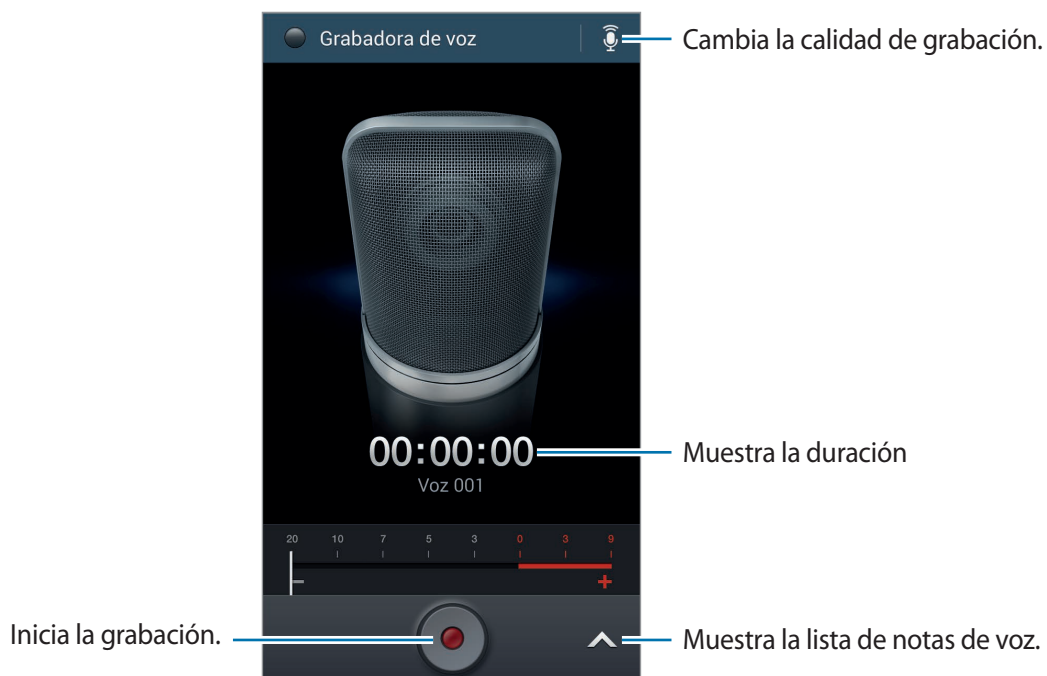 Grabadora de voz
Cambia la calidad de grabación.
00:00:00
Muestra la duración
Voz 001
20 10 7 5 3 0 3 9
- +
Inicia la grabación.
Muestra la lista de notas de voz.